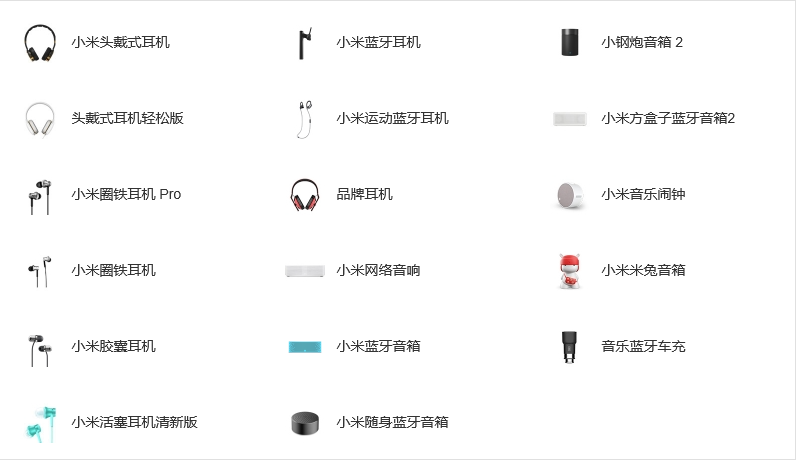 小米头戴式耳机
小米蓝牙耳机
小钢炮音箱 2
头戴式耳机轻松版
小米运动蓝牙耳机
小米方盒子蓝牙音箱2
小米圈铁耳机 Pro
品牌耳机
小米音乐闹钟
小米圈铁耳机
小米网络音响
小米米兔音箱
小米胶囊耳机
小米蓝牙音箱
音乐蓝牙车充
小米活塞耳机清新版
小米随身蓝牙音箱